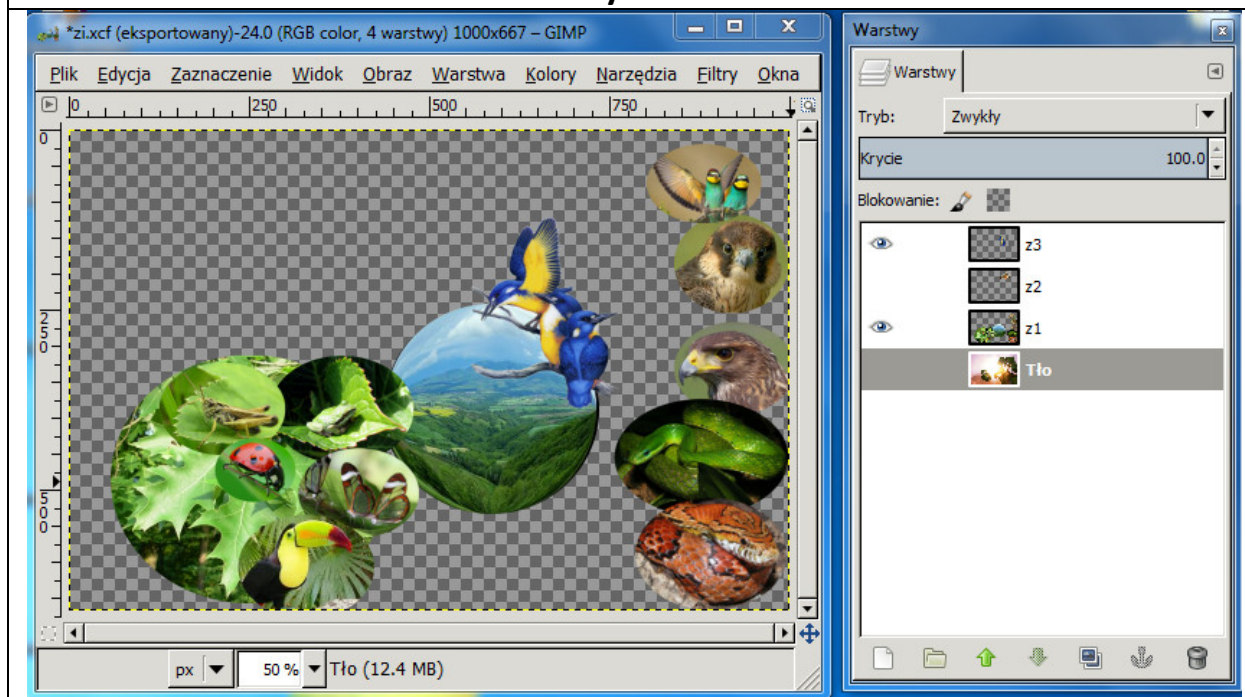 *zi.xcf (eksportowany)-24.0 (RGB color, 4 warstwy) 1000x667 – GIMP
Plik Edycja Zaznaczenie Widok Obraz Warstwa Kolory Narzędzia Filtry Okna
0 250 500 750
0
250
500
px 50 % Tło (12.4 MB)
Warstwy
Warstwy
Tryb: Zwykły
Krycie 100.0
Blokowanie:
z3
z2
z1
Tło